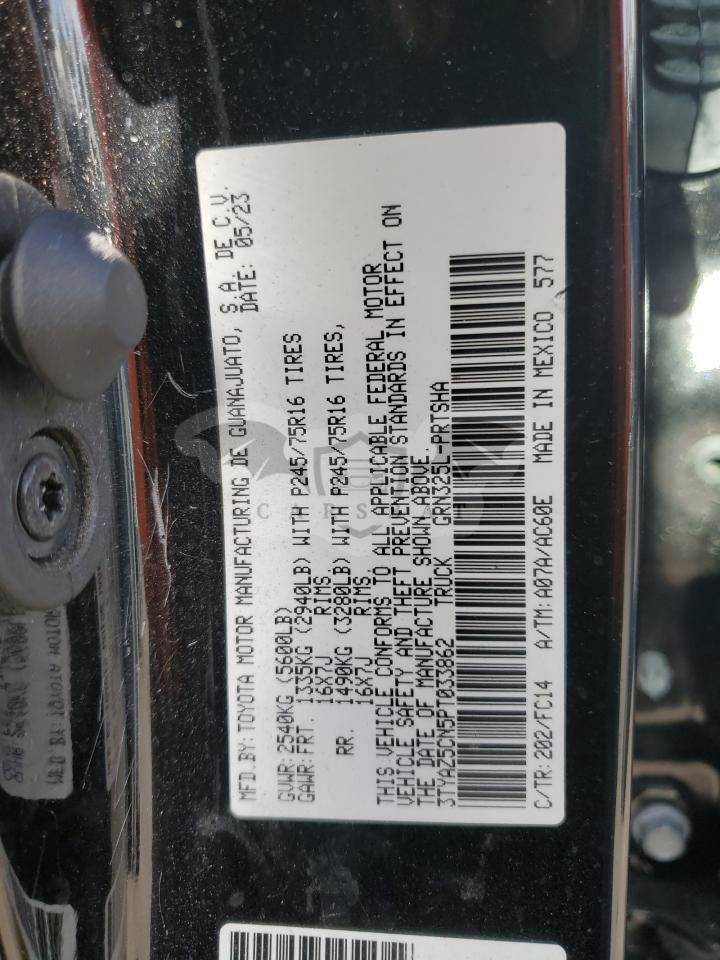 MFD.BY: TOYOTA MOTOR MANUFACTURING DE GUANAJUATO, S.A. DE C.V.
DATE: 05/23
GVWR: 2540KG (5600LB)
GAWR: FRT. 1335KG (2940LB) WITH P245/75R16 TIRES
16X7J RIMS
RR. 1490KG (3280LB) WITH P245/75R16 TIRES,
16X7J RIMS
THIS VEHICLE CONFORMS TO ALL APPLICABLE FEDERAL MOTOR
VEHICLE SAFETY AND THEFT PREVENTION STANDARDS IN EFFECT ON
THE DATE OF MANUFACTURE SHOWN ABOVE.
3TYAZ5CN5PT033862 TRUCK GRN325L-PRTSHA
C/TR: 202/FC14 A/TM: A07A/AC60E MADE IN MEXICO 577